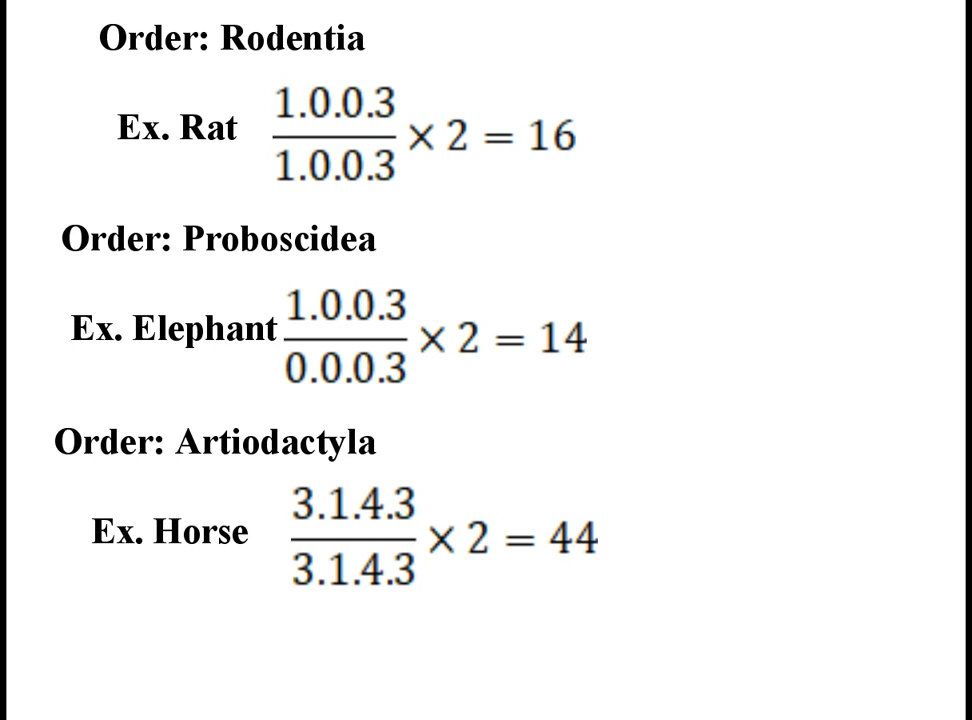 Order: Rodentia
Ex. Rat 1.0.0.3/1.0.0.3 × 2 = 16
Order: Proboscidea
Ex. Elephant 1.0.0.3/0.0.0.3 × 2 = 14
Order: Artiodactyla
Ex. Horse 3.1.4.3/3.1.4.3 × 2 = 44